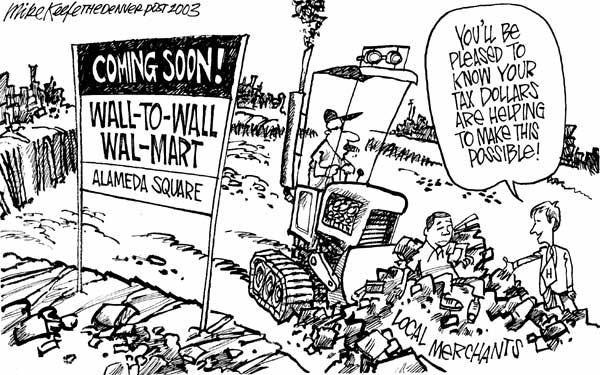 Mike Keefe THE DENVER POST 2003
COMING SOON!
WALL-TO-WALL
WAL-MART
ALAMEDA SQUARE
YOU'LL BE
PLEASED TO
KNOW YOUR
TAX DOLLARS
ARE HELPING
TO MAKE THIS
POSSIBLE!
H
LOCAL MERCHANTS